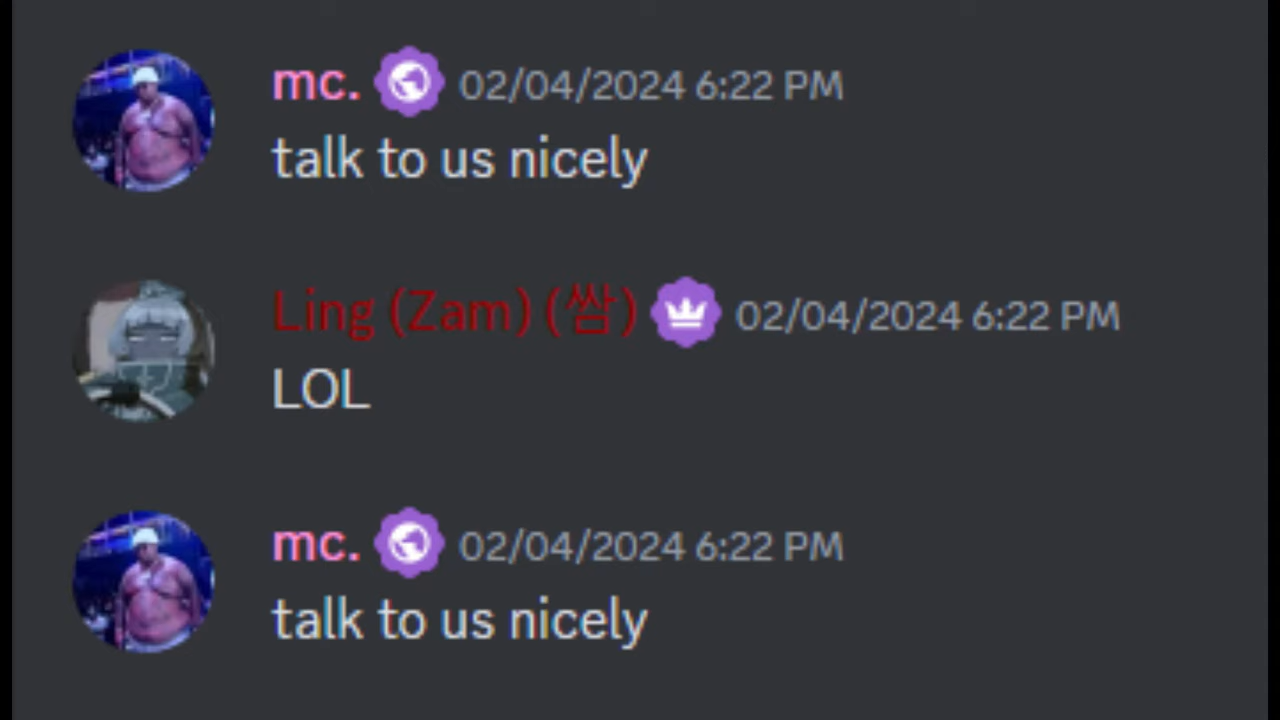 mc. 02/04/2024 6:22 PM
talk to us nicely
Ling (Zam) (쌈) 02/04/2024 6:22 PM
LOL
mc. 02/04/2024 6:22 PM
talk to us nicely